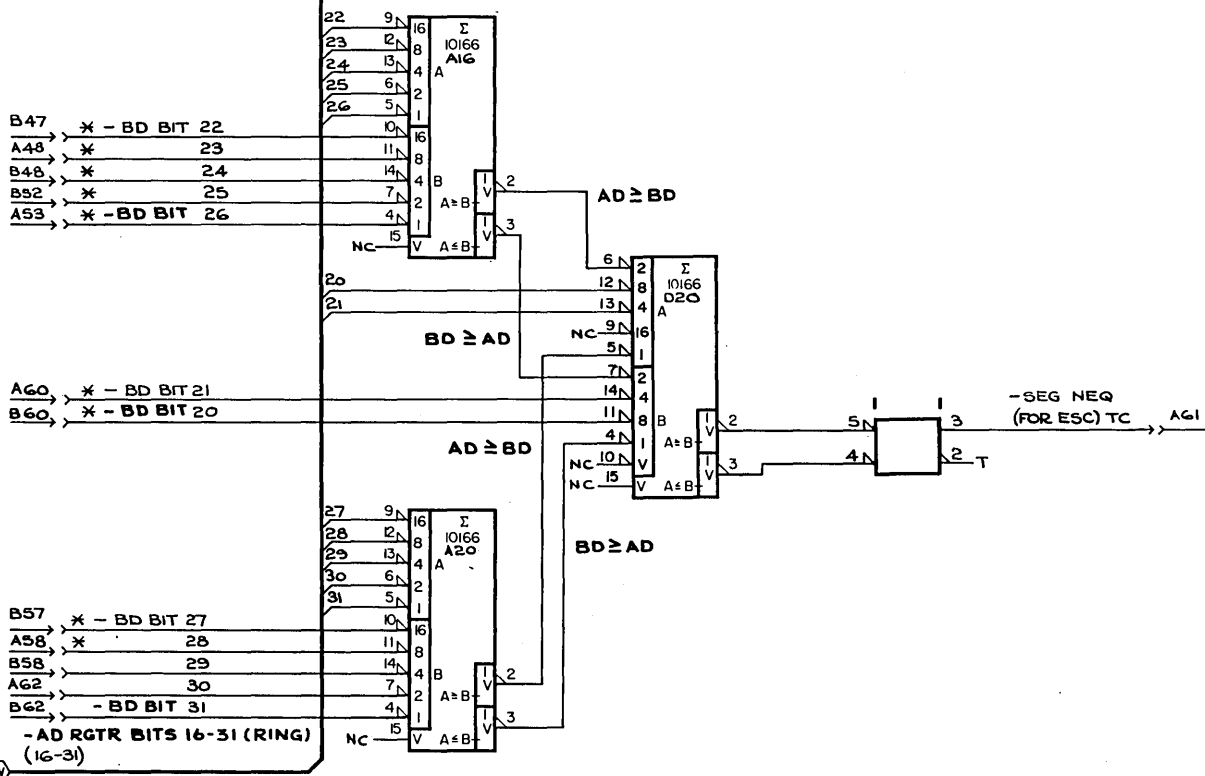 22 9 16 Σ
23 12 8 10166
24 13 4 A A16
25 6 2
26 5 1
B47 * - BD BIT 22 10 16
A48 * 23 11 8
B48 * 24 14 4 B
B52 * 25 7 2 A≥B 1 V 2
A53 * - BD BIT 26 4 1
NC 15 V A≤B 1 V 3
AD ≥ BD
BD ≥ AD
6 2 Σ
20 12 8 10166
21 13 4 A D20
NC 9 16
5 1
7 2
A60 * - BD BIT 21 14 4
B60 * - BD BIT 20 11 8 B
4 1 A≥B 1 V 2
NC 10 V
NC 15 V A≤B 1 V 3
AD ≥ BD
BD ≥ AD
5 3
4 2 T
-SEG NEQ
(FOR ESC) TC
A61
27 9 16 Σ
28 12 8 10166
29 13 4 A A20
30 6 2
31 5 1
B57 * - BD BIT 27 10 16
A58 * 28 11 8
B58 29 14 4 B
A62 30 7 2 A≥B 1 V 2
B62 - BD BIT 31 4 1
NC 15 V A≤B 1 V 3
-AD RGTR BITS 16-31 (RING)
(16-31)